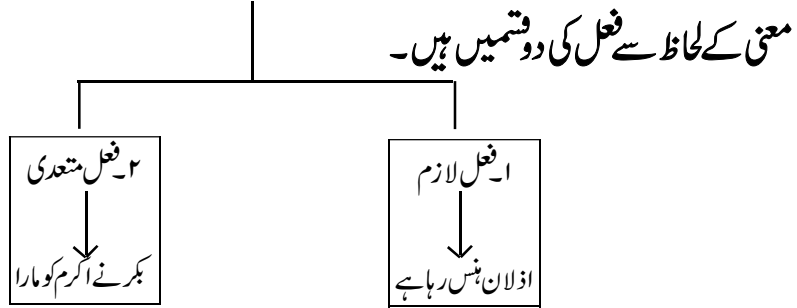 معنی کے لحاظ سے فعل کی دو قسمیں ہیں۔
۱۔ فعل لازم
اذلان ہنس رہا ہے
۲۔ فعل متعدی
بکر نے اکرم کو مارا